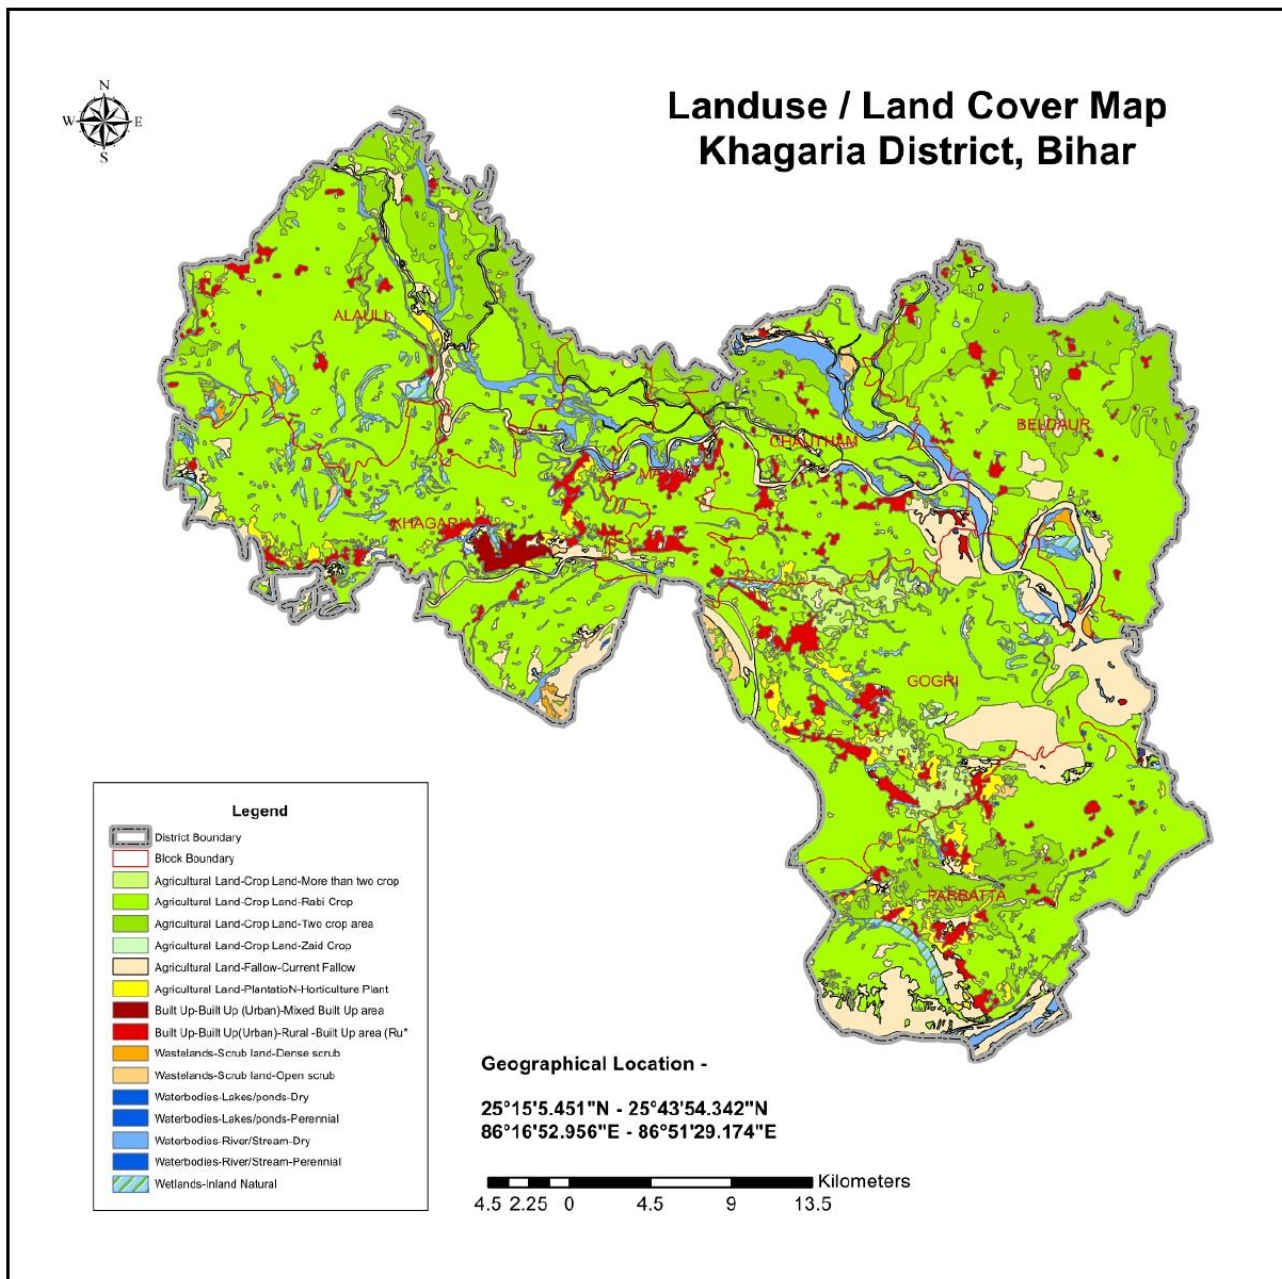 Landuse / Land Cover Map
Khagaria District, Bihar
N
W E
S
ALAULI
BELDAUR
CHAUTHAM
KHAGARIA
GOGRI
PARBATTA
Legend
District Boundary
Block Boundary
Agricultural Land-Crop Land-More than two crop
Agricultural Land-Crop Land-Rabi Crop
Agricultural Land-Crop Land-Two crop area
Agricultural Land-Crop Land-Zaid Crop
Agricultural Land-Fallow-Current Fallow
Agricultural Land-PlantatioN-Horticulture Plant
Built Up-Built Up (Urban)-Mixed Built Up area
Built Up-Built Up(Urban)-Rural -Built Up area (Ru*
Wastelands-Scrub land-Dense scrub
Wastelands-Scrub land-Open scrub
Waterbodies-Lakes/ponds-Dry
Waterbodies-Lakes/ponds-Perennial
Waterbodies-River/Stream-Dry
Waterbodies-River/Stream-Perennial
Wetlands-Inland Natural
Geographical Location -
25°15'5.451"N - 25°43'54.342"N
86°16'52.956"E - 86°51'29.174"E
Kilometers
4.5 2.25 0 4.5 9 13.5